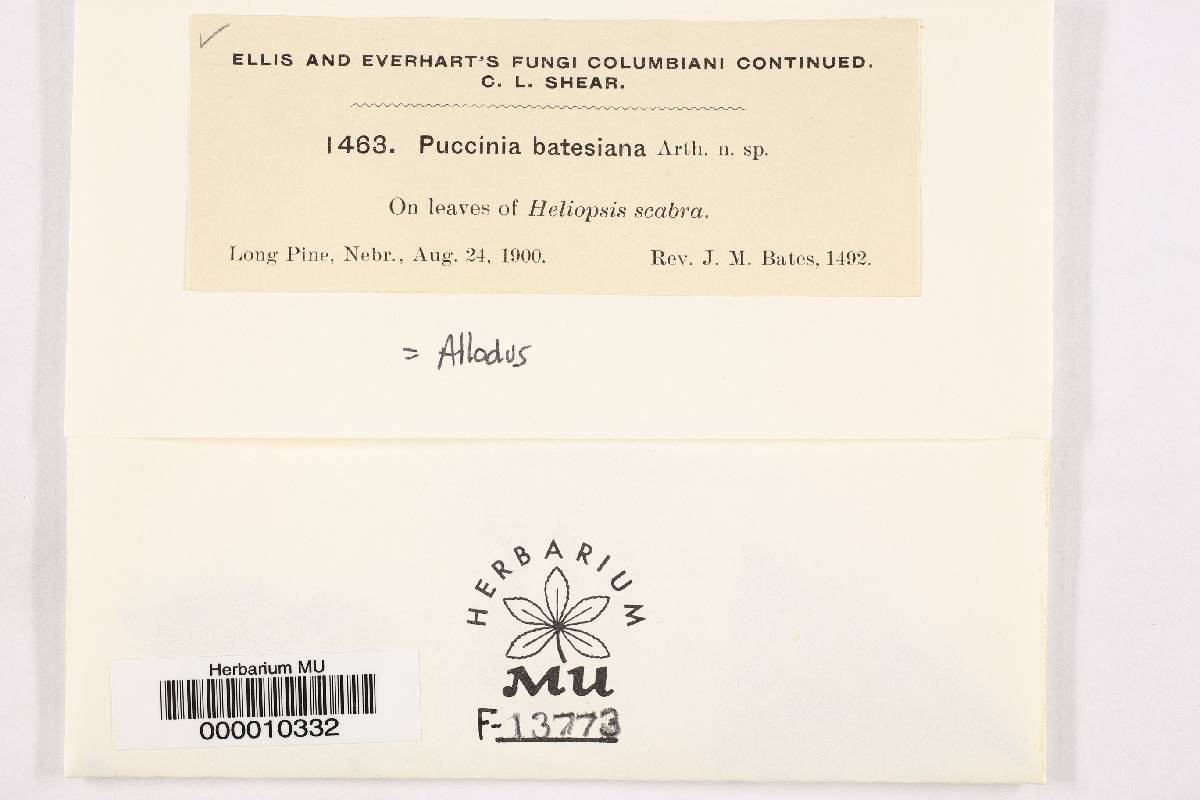 ELLIS AND EVERHART'S FUNGI COLUMBIANI CONTINUED.
C. L. SHEAR.
1463. Puccinia batesiana Arth. n. sp.
On leaves of Heliopsis scabra.
Long Pine, Nebr., Aug. 24, 1900. Rev. J. M. Bates, 1492.
= Allodus
HERBARIUM
MU
F-13773
Herbarium MU
000010332